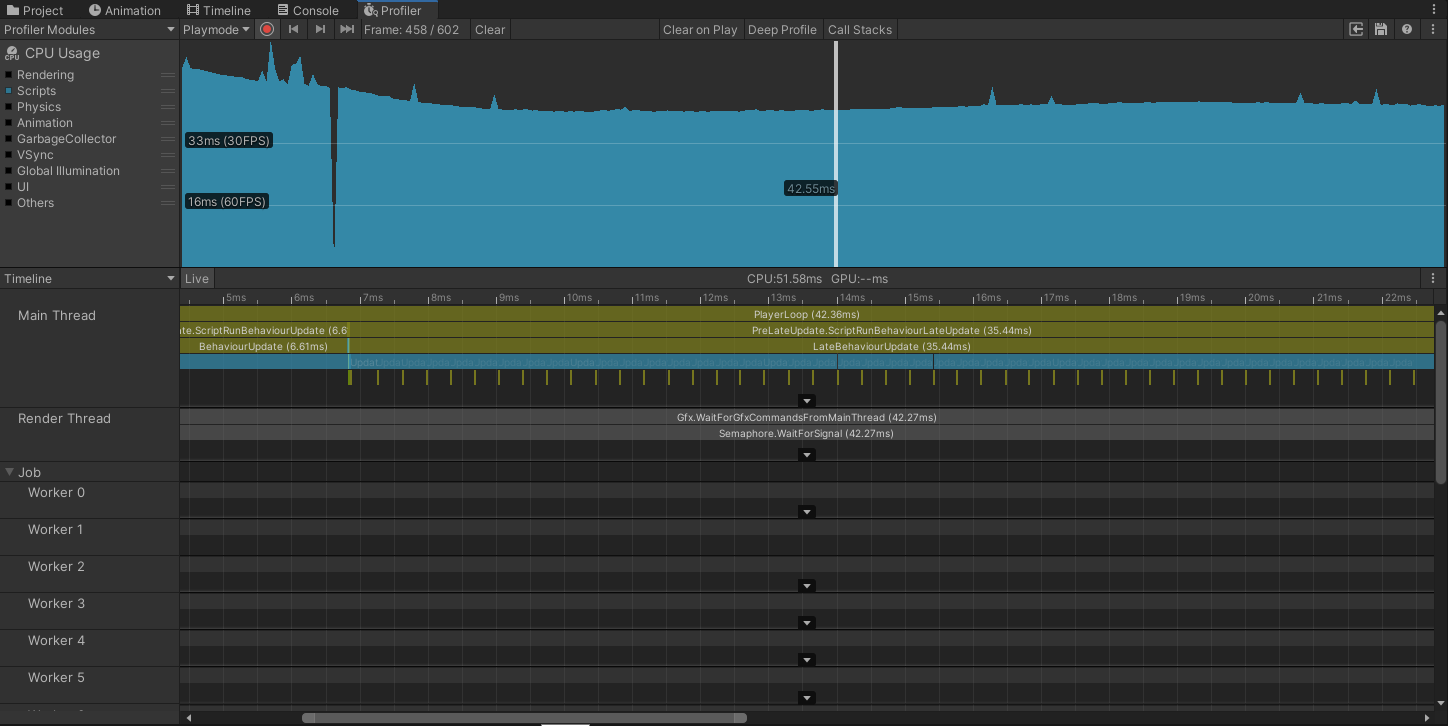 Project Animation Timeline Console Profiler
Profiler Modules Playmode Frame: 458 / 602 Clear Clear on Play Deep Profile Call Stacks
CPU Usage
Rendering
Scripts
Physics
Animation
GarbageCollector
VSync
Global Illumination
UI
Others
33ms (30FPS)
42.55ms
16ms (60FPS)
Timeline Live CPU:51.58ms GPU:--ms
5ms 6ms 7ms 8ms 9ms 10ms 11ms 12ms 13ms 14ms 15ms 16ms 17ms 18ms 19ms 20ms 21ms 22ms
Main Thread
PlayerLoop (42.36ms)
te.ScriptRunBehaviourUpdate (6.6 PreLateUpdate.ScriptRunBehaviourLateUpdate (35.44ms)
BehaviourUpdate (6.61ms) LateBehaviourUpdate (35.44ms)
Render Thread
Gfx.WaitForGfxCommandsFromMainThread (42.27ms)
Semaphore.WaitForSignal (42.27ms)
Job
Worker 0
Worker 1
Worker 2
Worker 3
Worker 4
Worker 5